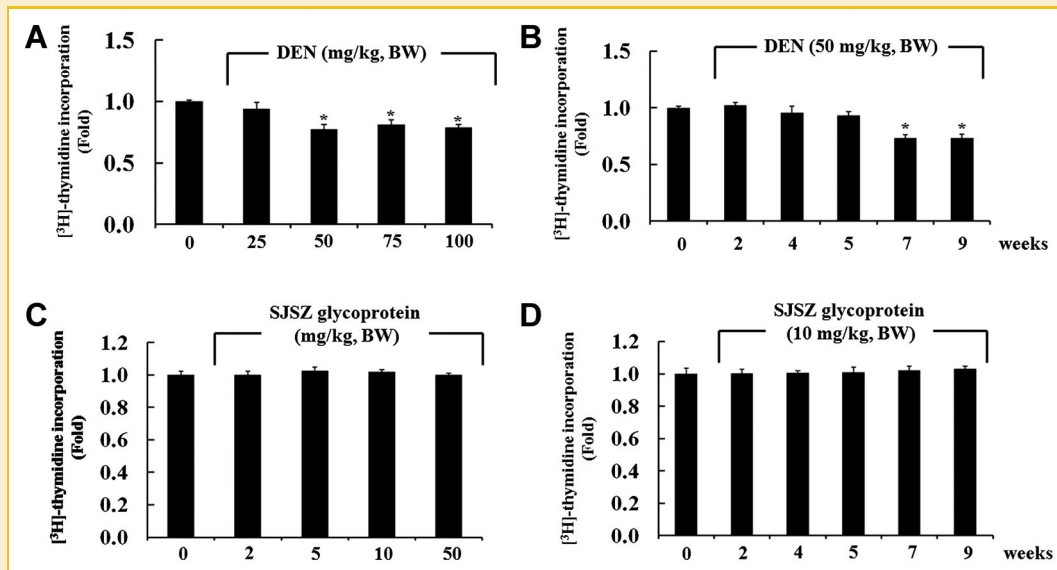 A
DEN (mg/kg, BW)
[³H]-thymidine incorporation
(Fold)
1.5
1.0
0.5
0.0
*
*
*
0 25 50 75 100
B
DEN (50 mg/kg, BW)
[³H]-thymidine incorporation
(Fold)
1.5
1.0
0.5
0.0
*
*
0 2 4 5 7 9 weeks
C
SJSZ glycoprotein
(mg/kg, BW)
[³H]-thymidine incorporation
(Fold)
1.2
1.0
0.8
0.6
0.4
0.2
0.0
0 2 5 10 50
D
SJSZ glycoprotein
(10 mg/kg, BW)
[³H]-thymidine incorporation
(Fold)
1.2
1.0
0.8
0.6
0.4
0.2
0.0
0 2 4 5 7 9 weeks